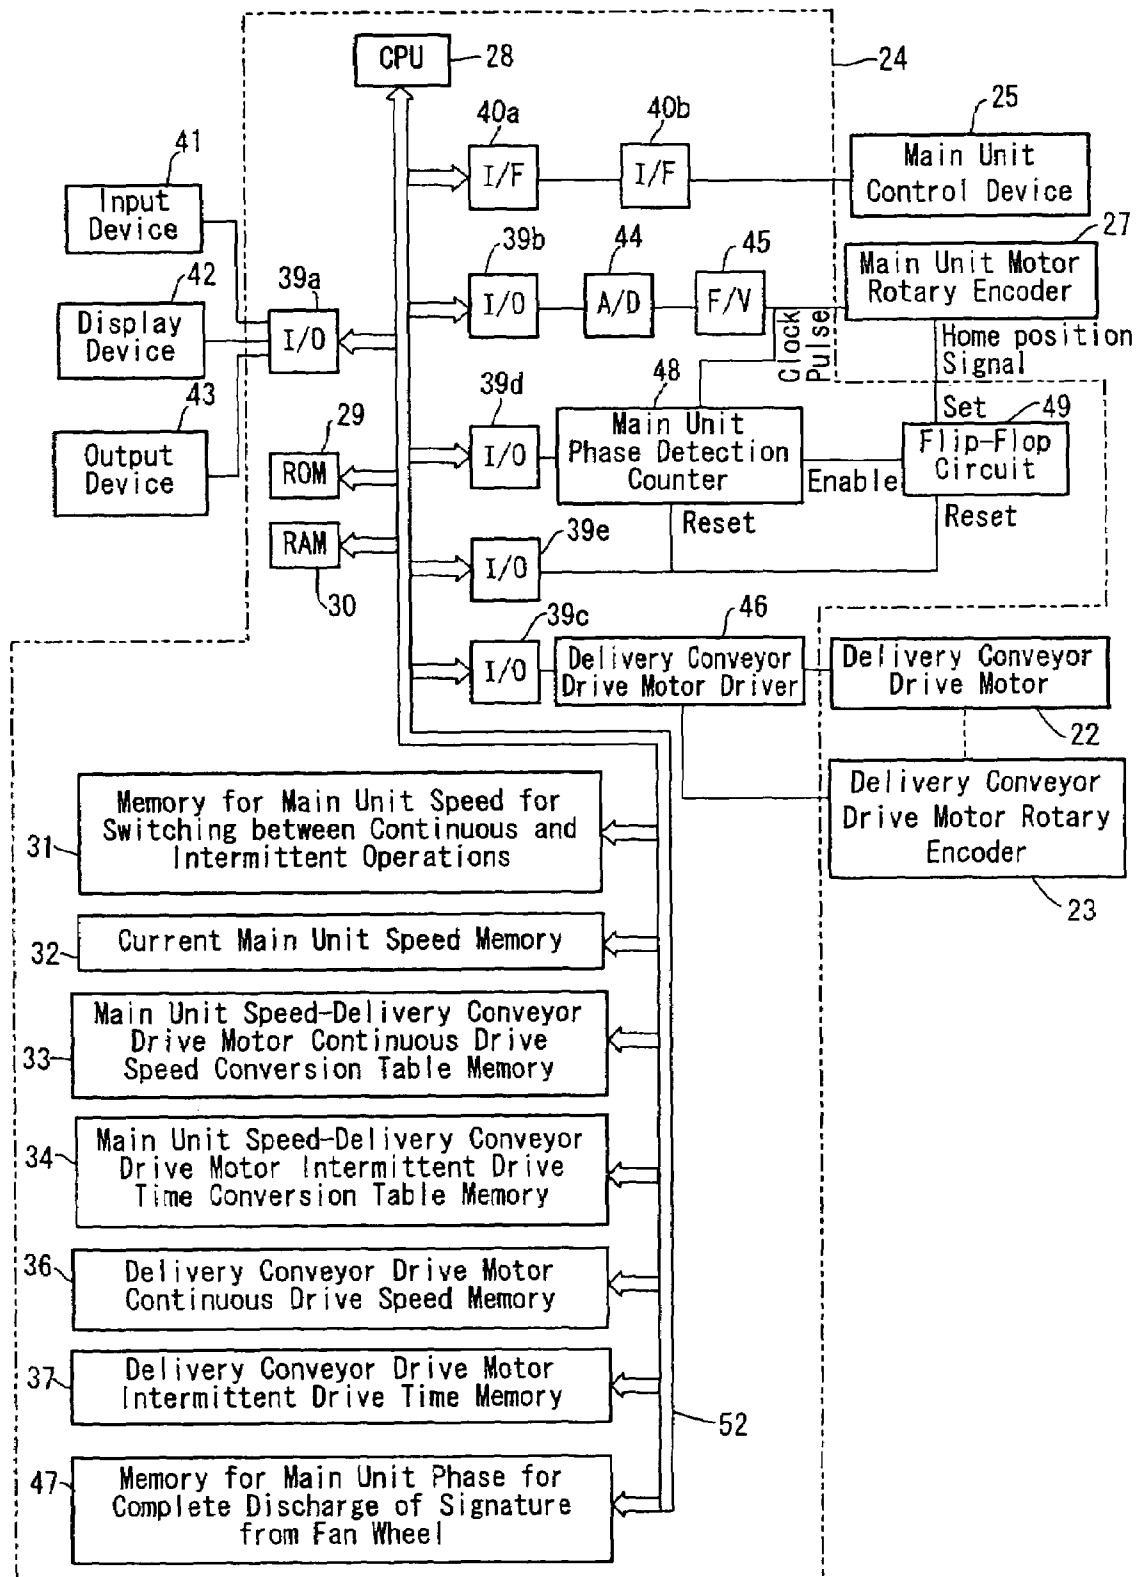 CPU
28
24
40a
40b
25
41
I/F
I/F
Main Unit
Control Device
Input
Device
39b
44
45
27
42
39a
Main Unit Motor
Rotary Encoder
I/O
A/D
F/V
Display
Device
I/O
Clock
Pulse
Home position
Signal
43
39d
48
29
Set
49
Output
Device
ROM
I/O
Main Unit
Phase Detection
Counter
Enable
Flip-Flop
Circuit
Reset
Reset
RAM
30
39e
I/O
39c
46
I/O
Delivery Conveyor
Drive Motor Driver
Delivery Conveyor
Drive Motor
22
Delivery Conveyor
Drive Motor Rotary
Encoder
23
31
Memory for Main Unit Speed for
Switching between Continuous and
Intermittent Operations
32
Current Main Unit Speed Memory
33
Main Unit Speed-Delivery Conveyor
Drive Motor Continuous Drive
Speed Conversion Table Memory
34
Main Unit Speed-Delivery Conveyor
Drive Motor Intermittent Drive
Time Conversion Table Memory
36
Delivery Conveyor Drive Motor
Continuous Drive Speed Memory
37
Delivery Conveyor Drive Motor
Intermittent Drive Time Memory
52
47
Memory for Main Unit Phase for
Complete Discharge of Signature
from Fan Wheel